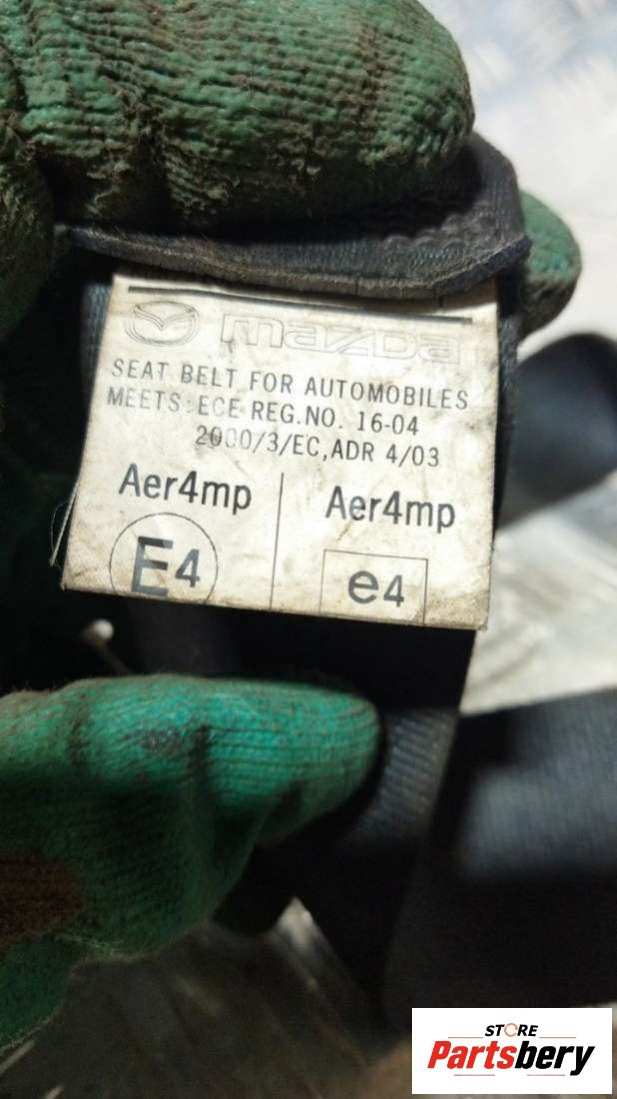 mazda
SEAT BELT FOR AUTOMOBILES
MEETS: ECE REG.NO. 16-04
2000/3/EC, ADR 4/03
Aer4mp Aer4mp
E4 e4
STORE
Partsbery